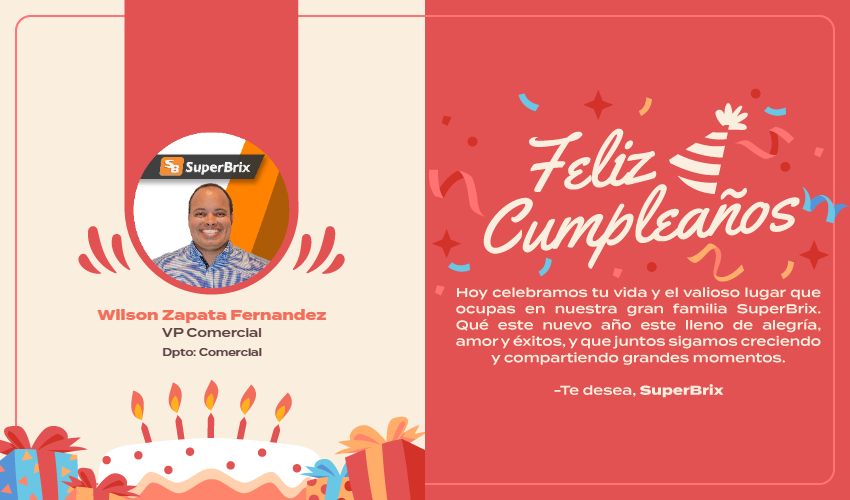 SB SuperBrix
Wilson Zapata Fernandez
VP Comercial
Dpto: Comercial
Feliz
Cumpleaños
Hoy celebramos tu vida y el valioso lugar que
ocupas en nuestra gran familia SuperBrix.
Qué este nuevo año este lleno de alegría,
amor y éxitos, y que juntos sigamos creciendo
y compartiendo grandes momentos.
-Te desea, SuperBrix